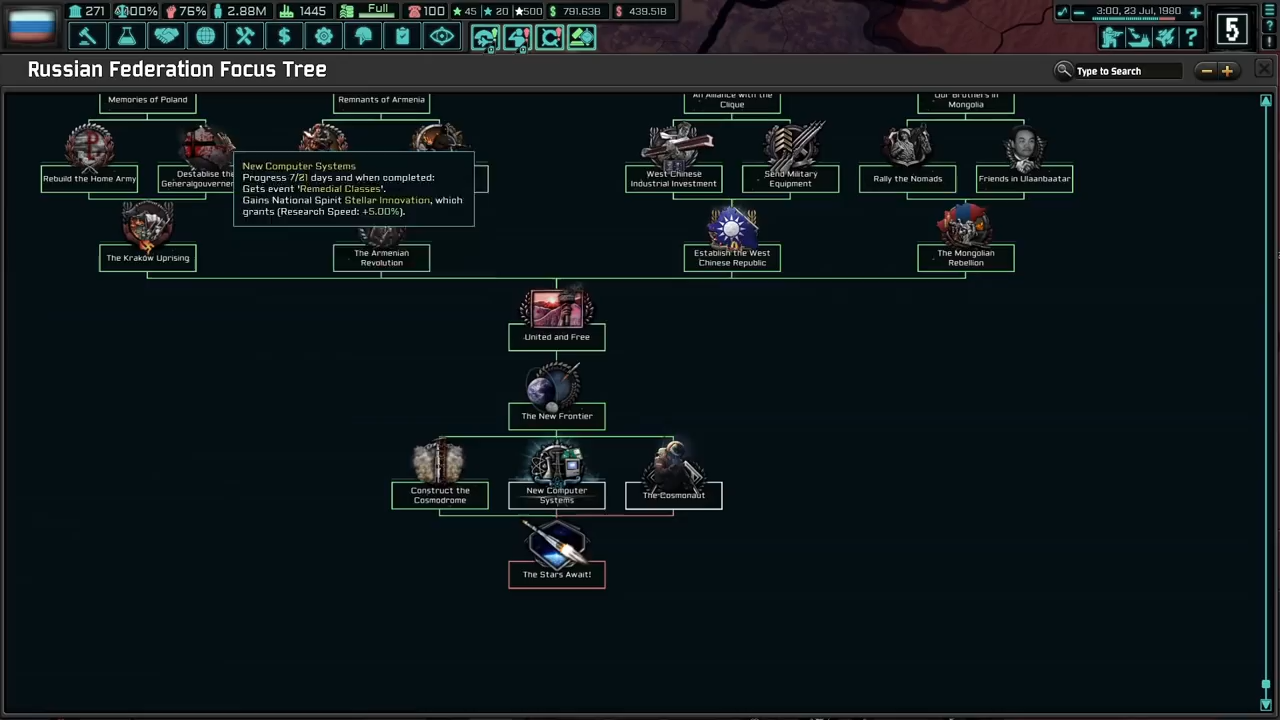 271 100% 76% 2.88M 1445 Full 100 45 20 500 $ 791.63B $ 439.51B
3:00, 23 Jul, 1980
5
Russian Federation Focus Tree
Type to Search
Memories of Poland
Remnants of Armenia
An Alliance with the
Clique
Our Brothers in
Mongolia
Rebuild the Home Army
Destablise the
Generalgouvernem
New Computer Systems
Progress 7/21 days and when completed:
Gets event 'Remedial Classes'.
Gains National Spirit Stellar Innovation, which
grants (Research Speed: +5.00%).
West Chinese
Industrial Investment
Send Military
Equipment
Rally the Nomads
Friends in Ulaanbaatar
The Kraków Uprising
The Armenian
Revolution
Establish the West
Chinese Republic
The Mongolian
Rebellion
United and Free
The New Frontier
Construct the
Cosmodrome
New Computer
Systems
The Cosmonaut
The Stars Await!